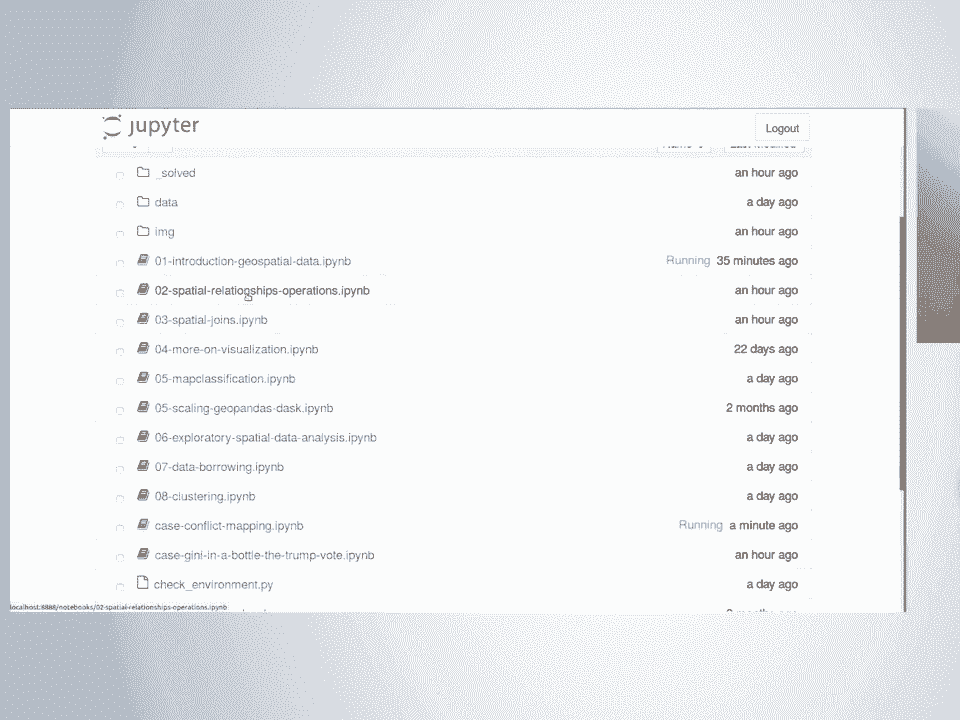 jupyter
Logout
_solved an hour ago
data a day ago
img an hour ago
01-introduction-geospatial-data.ipynb Running 35 minutes ago
02-spatial-relationships-operations.ipynb an hour ago
03-spatial-joins.ipynb an hour ago
04-more-on-visualization.ipynb 22 days ago
05-mapclassification.ipynb a day ago
05-scaling-geopandas-dask.ipynb 2 months ago
06-exploratory-spatial-data-analysis.ipynb a day ago
07-data-borrowing.ipynb a day ago
08-clustering.ipynb a day ago
case-conflict-mapping.ipynb Running a minute ago
case-gini-in-a-bottle-the-trump-vote.ipynb an hour ago
check_environment.py a day ago
localhost:8888/notebooks/02-spatial-relationships-operations.ipynb